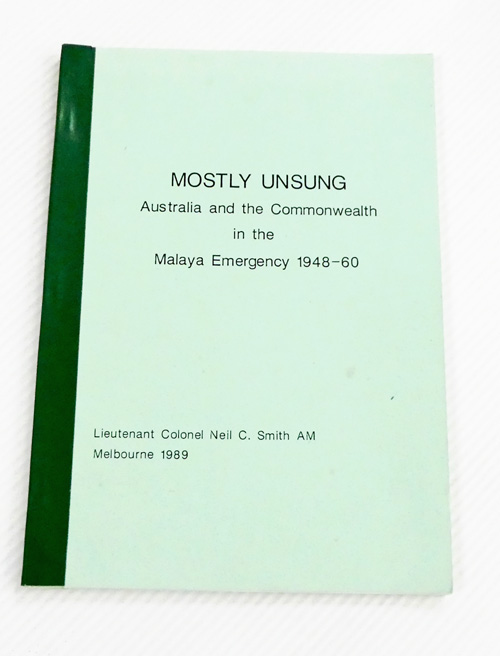 MOSTLY UNSUNG
Australia and the Commonwealth
in the
Malaya Emergency 1948-60
Lieutenant Colonel Neil C. Smith AM
Melbourne 1989